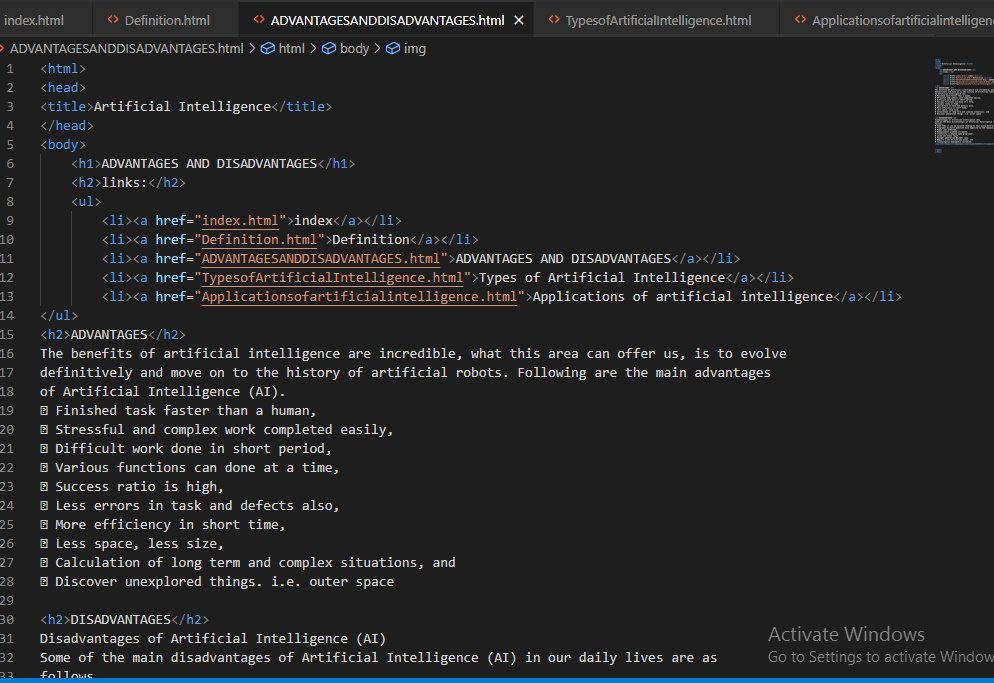 index.html Definition.html ADVANTAGESANDDISADVANTAGES.html × TypesofArtificialIntelligence.html Applicationsofartificialintelligen
ADVANTAGESANDDISADVANTAGES.html > html > body > img
1 <html>
2 <head>
3 <title>Artificial Intelligence</title>
4 </head>
5 <body>
6 <h1>ADVANTAGES AND DISADVANTAGES</h1>
7 <h2>links:</h2>
8 <ul>
9 <li><a href="index.html">index</a></li>
10 <li><a href="Definition.html">Definition</a></li>
11 <li><a href="ADVANTAGESANDDISADVANTAGES.html">ADVANTAGES AND DISADVANTAGES</a></li>
12 <li><a href="TypesofArtificialIntelligence.html">Types of Artificial Intelligence</a></li>
13 <li><a href="Applicationsofartificialintelligence.html">Applications of artificial intelligence</a></li>
14 </ul>
15 <h2>ADVANTAGES</h2>
16 The benefits of artificial intelligence are incredible, what this area can offer us, is to evolve
17 definitively and move on to the history of artificial robots. Following are the main advantages
18 of Artificial Intelligence (AI).
19  Finished task faster than a human,
20  Stressful and complex work completed easily,
21  Difficult work done in short period,
22  Various functions can done at a time,
23  Success ratio is high,
24  Less errors in task and defects also,
25  More efficiency in short time,
26  Less space, less size,
27  Calculation of long term and complex situations, and
28  Discover unexplored things. i.e. outer space
29
30 <h2>DISADVANTAGES</h2>
31 Disadvantages of Artificial Intelligence (AI)
32 Some of the main disadvantages of Artificial Intelligence (AI) in our daily lives are as
33 follows
Activate Windows
Go to Settings to activate Window